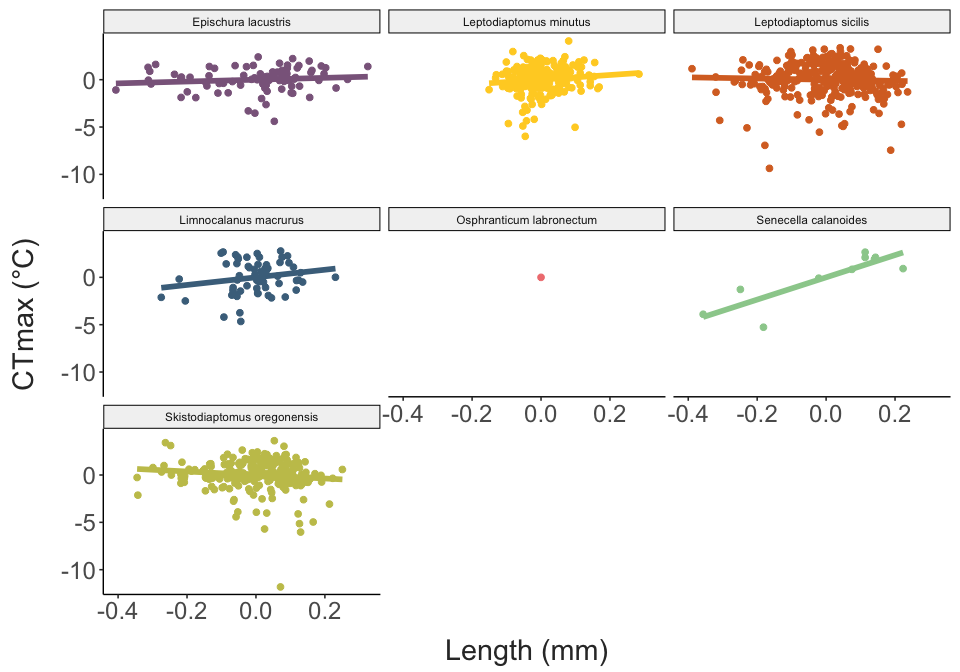 Epischura lacustris
Leptodiaptomus minutus
Leptodiaptomus sicilis
0
-5
-10
Limnocalanus macrurus
Osphranticum labronectum
Senecella calanoides
0
-5
-10
-0.4 -0.2 0.0 0.2
-0.4 -0.2 0.0 0.2
Skistodiaptomus oregonensis
0
-5
-10
-0.4 -0.2 0.0 0.2
CTmax (°C)
Length (mm)